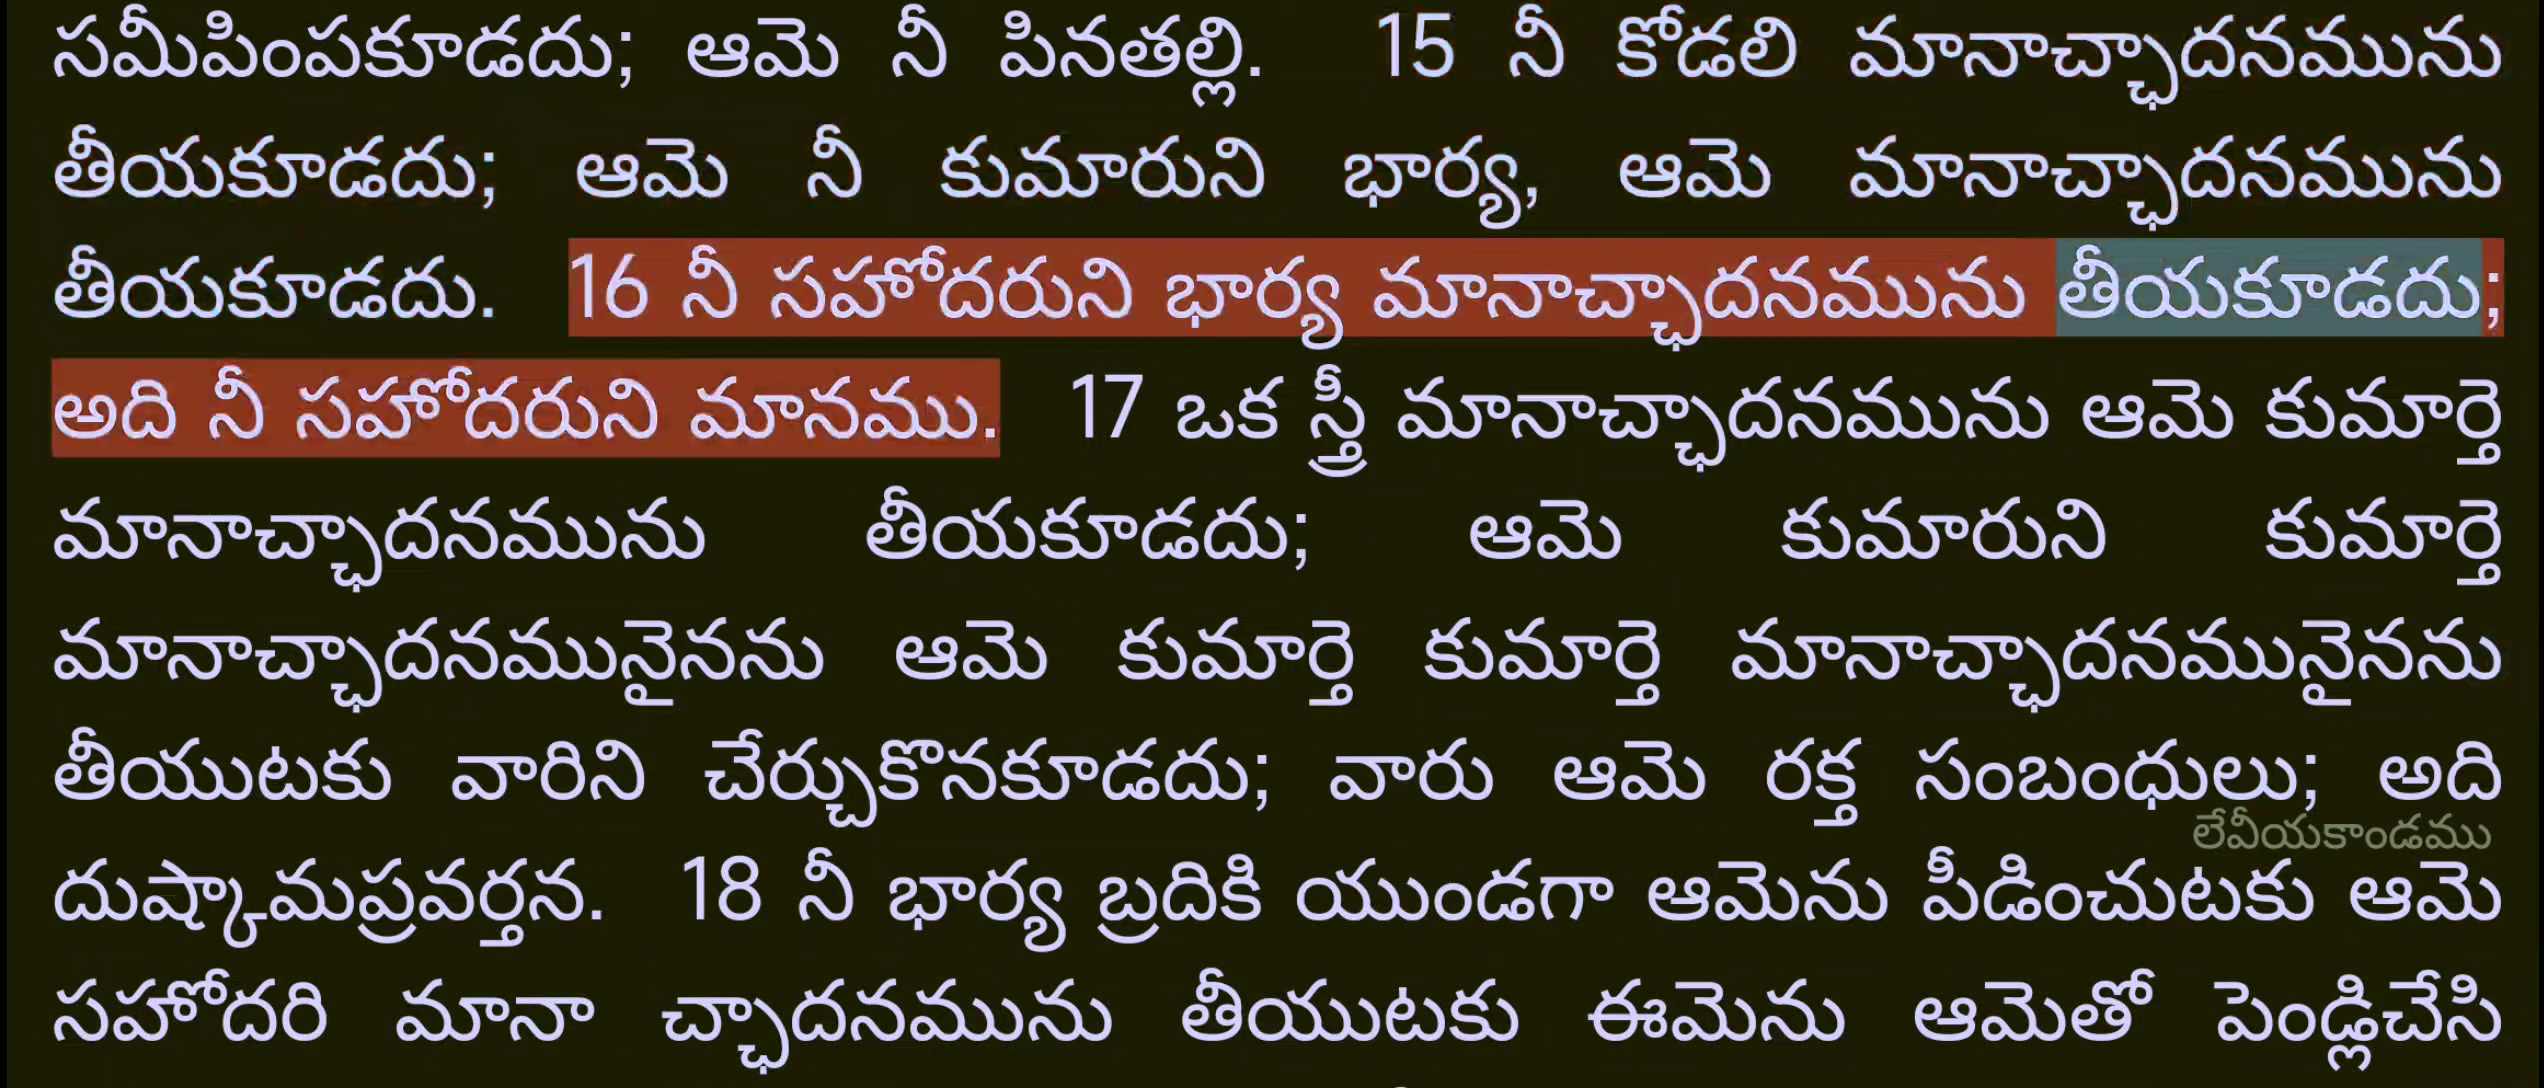 సమీపింపకూడదు; ఆమె నీ పినతల్లి. 15 నీ కోడలి మానాచ్ఛాదనమును
తీయకూడదు; ఆమె నీ కుమారుని భార్య, ఆమె మానాచ్ఛాదనమును
తీయకూడదు. 16 నీ సహోదరుని భార్య మానాచ్ఛాదనమును తీయకూడదు;
అది నీ సహోదరుని మానము. 17 ఒక స్త్రీ మానాచ్ఛాదనమును ఆమె కుమార్తె
మానాచ్ఛాదనమును తీయకూడదు; ఆమె కుమారుని కుమార్తె
మానాచ్ఛాదనమునైనను ఆమె కుమార్తె కుమార్తె మానాచ్ఛాదనమునైనను
తీయుటకు వారిని చేర్చుకొనకూడదు; వారు ఆమె రక్త సంబంధులు; అది
లేవీయకాండము
దుష్కామప్రవర్తన. 18 నీ భార్య బ్రదికి యుండగా ఆమెను పీడించుటకు ఆమె
సహోదరి మానా చ్ఛాదనమును తీయుటకు ఈమెను ఆమెతో పెండ్లిచేసి